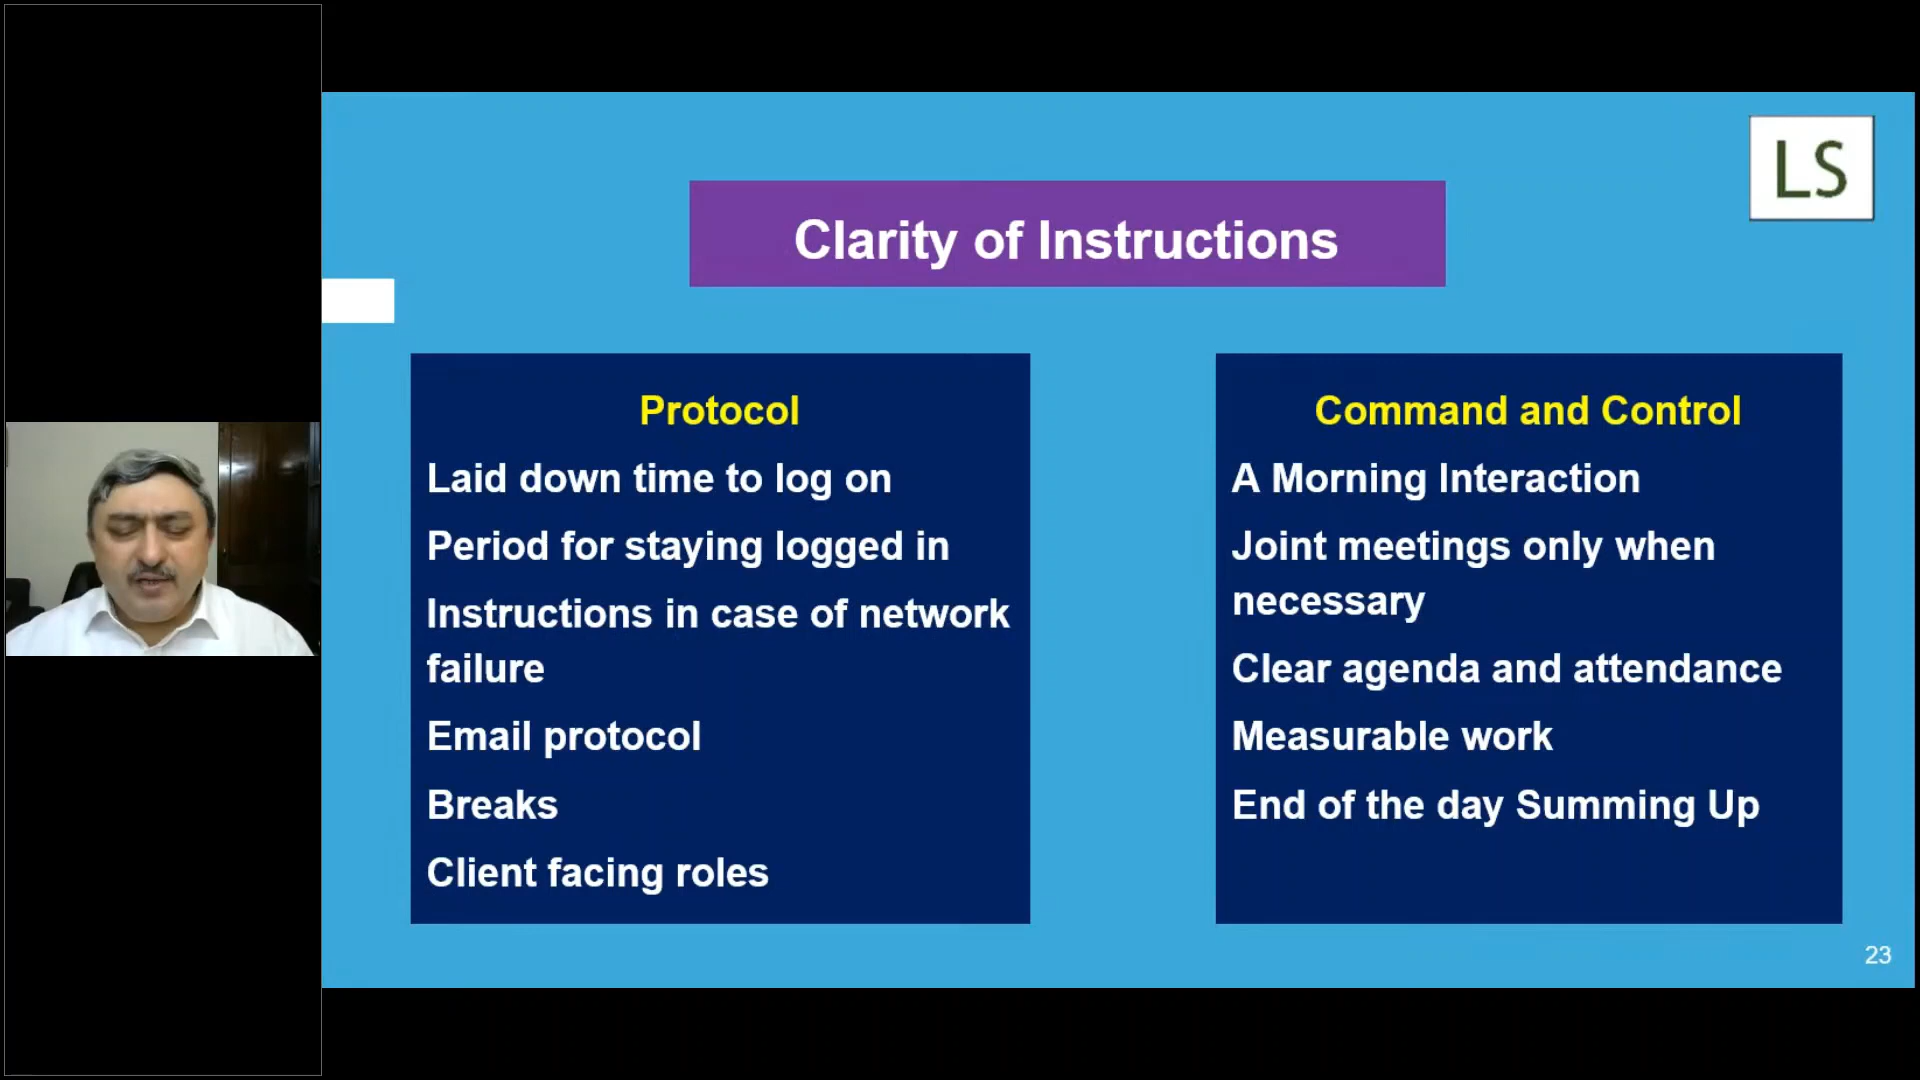 LS
Clarity of Instructions
Protocol
Laid down time to log on
Period for staying logged in
Instructions in case of network
failure
Email protocol
Breaks
Client facing roles
Command and Control
A Morning Interaction
Joint meetings only when
necessary
Clear agenda and attendance
Measurable work
End of the day Summing Up
23